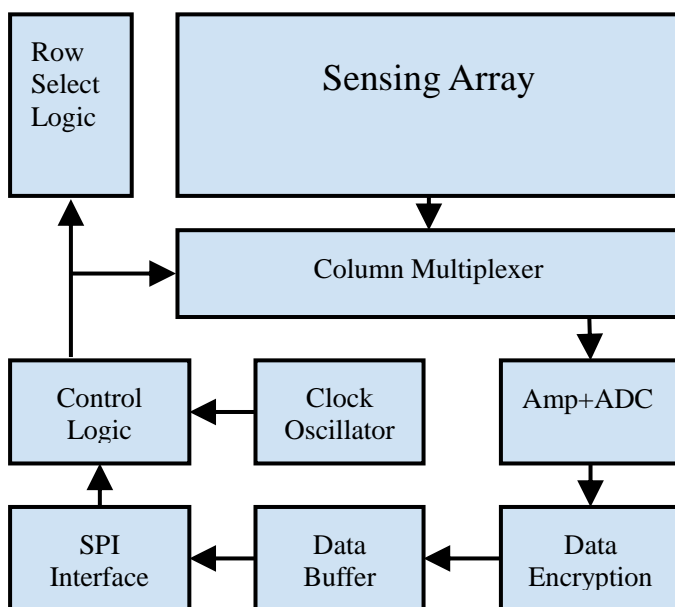 Row
Select
Logic
Sensing Array
Column Multiplexer
Control
Logic
Clock
Oscillator
Amp+ADC
SPI
Interface
Data
Buffer
Data
Encryption